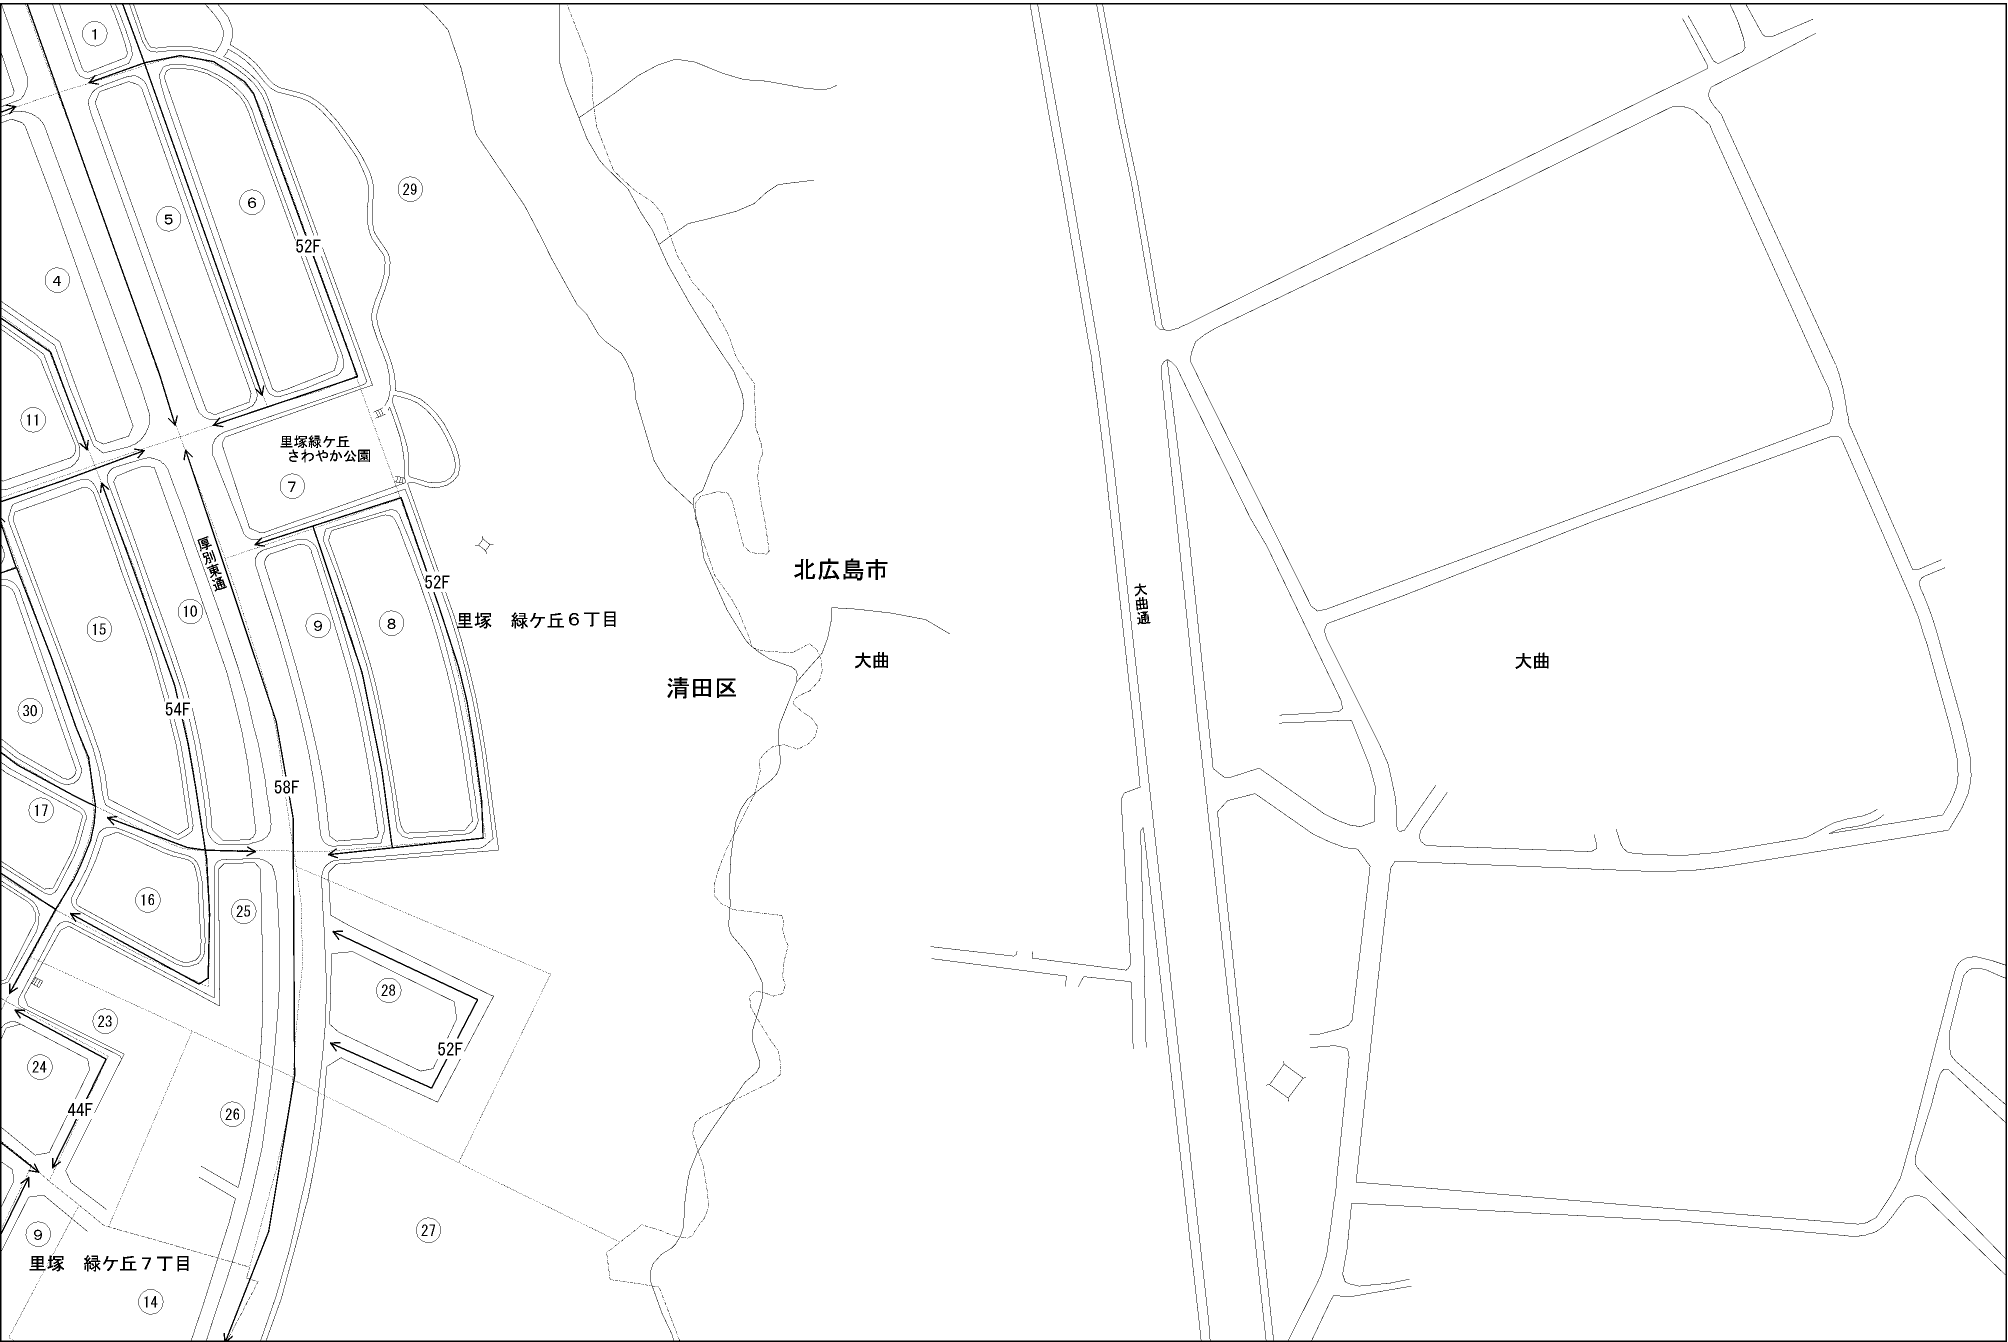 ①
⑥
⑤
㉙
52F
④
⑪
里塚緑ケ丘
さわやか公園
⑦
厚別東通
52F
北広島市
大曲通
⑩
⑮
⑨
⑧
里塚　緑ケ丘６丁目
大曲
大曲
清田区
㉚
54F
58F
⑰
⑯
㉕
㉘
㉓
52F
㉔
44F
㉖
㉗
⑨
里塚　緑ケ丘７丁目
⑭